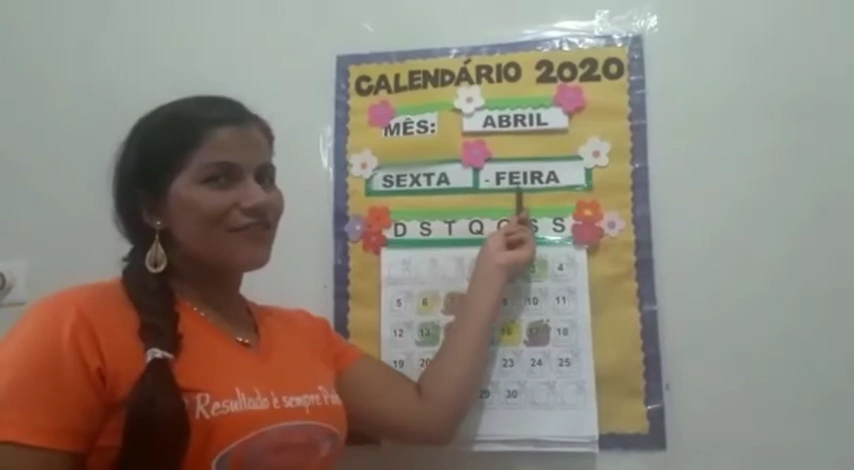 CALENDÁRIO 2020
MÊS: ABRIL
SEXTA - FEIRA
D S T Q Q S S
4
5 6 9 10 11
12 13 16 17 18
19 20 23 24 25
29 30
Resultado é sempre